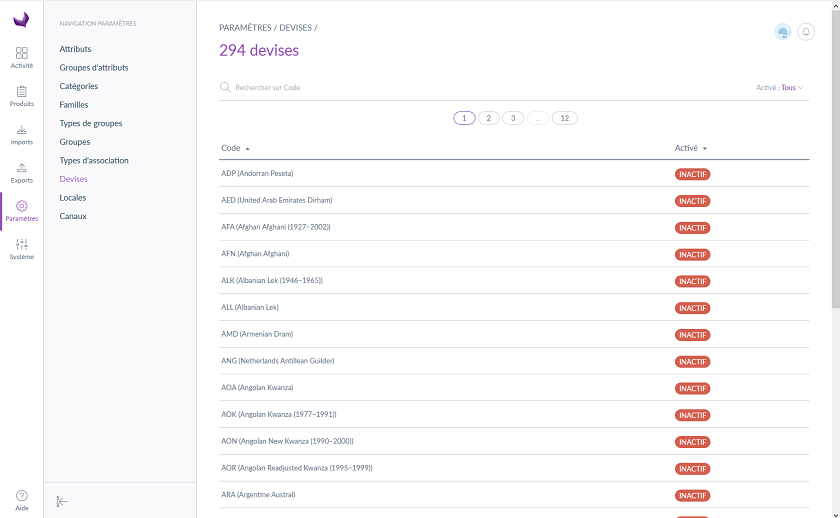 Activité
Produits
Imports
Exports
Paramètres
Système
Aide
NAVIGATION PARAMÈTRES
Attributs
Groupes d'attributs
Catégories
Familles
Types de groupes
Groupes
Types d'association
Devises
Locales
Canaux
PARAMÈTRES / DEVISES /
294 devises
Rechercher sur Code
Activé : Tous
1 2 3 ... 12
Code Activé
ADP (Andorran Peseta) INACTIF
AED (United Arab Emirates Dirham) INACTIF
AFA (Afghan Afghani (1927–2002)) INACTIF
AFN (Afghan Afghani) INACTIF
ALK (Albanian Lek (1946–1965)) INACTIF
ALL (Albanian Lek) INACTIF
AMD (Armenian Dram) INACTIF
ANG (Netherlands Antillean Guilder) INACTIF
AOA (Angolan Kwanza) INACTIF
AOK (Angolan Kwanza (1977–1991)) INACTIF
AON (Angolan New Kwanza (1990–2000)) INACTIF
AOR (Angolan Readjusted Kwanza (1995–1999)) INACTIF
ARA (Argentine Austral) INACTIF